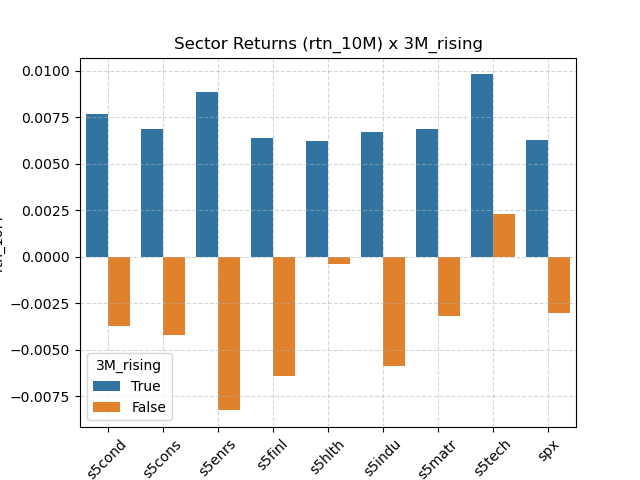 Sector Returns (rtn_10M) x 3M_rising
0.0100
0.0075
0.0050
0.0025
0.0000
−0.0025
−0.0050
−0.0075
3M_rising
True
False
s5cond
s5cons
s5enrs
s5finl
s5hlth
s5indu
s5matr
s5tech
spx